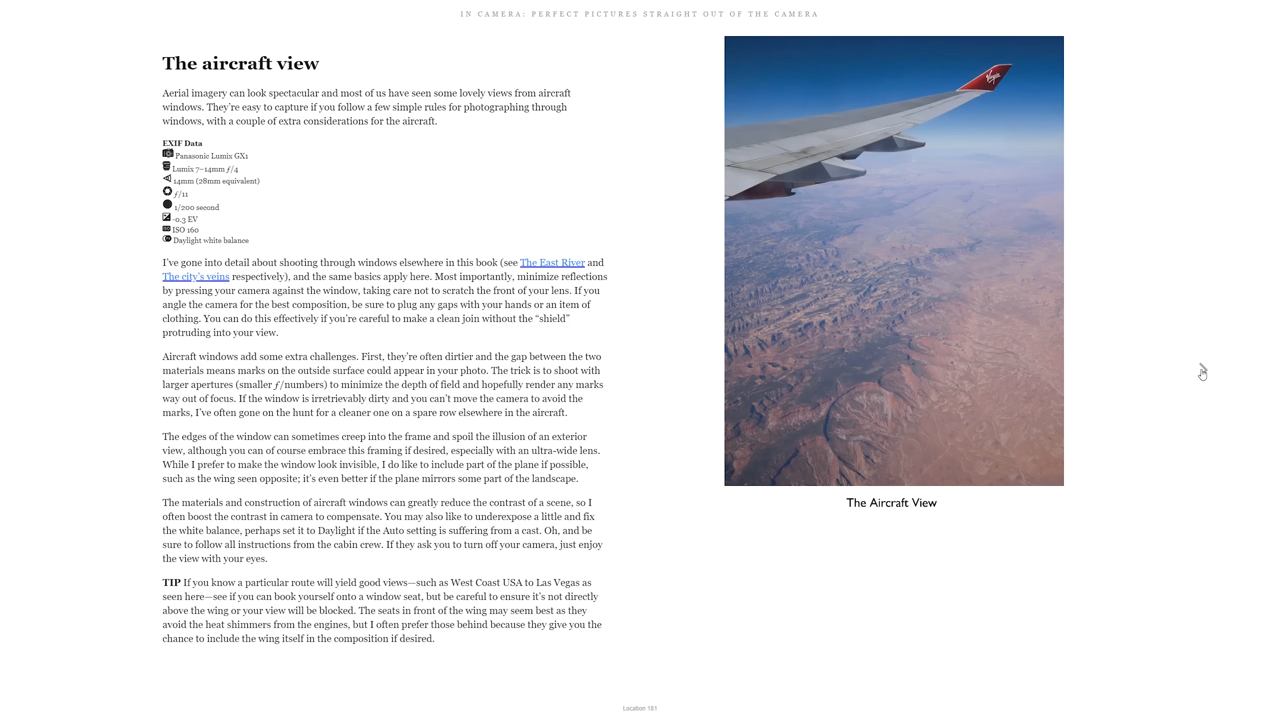 IN CAMERA: PERFECT PICTURES STRAIGHT OUT OF THE CAMERA
The aircraft view
Aerial imagery can look spectacular and most of us have seen some lovely views from aircraft
windows. They're easy to capture if you follow a few simple rules for photographing through
windows, with a couple of extra considerations for the aircraft.
EXIF Data
Panasonic Lumix GX1
Lumix 7–14mm ƒ/4
14mm (28mm equivalent)
ƒ/11
1/200 second
-0.3 EV
ISO 160
Daylight white balance
I've gone into detail about shooting through windows elsewhere in this book (see The East River and
The city's veins respectively), and the same basics apply here. Most importantly, minimize reflections
by pressing your camera against the window, taking care not to scratch the front of your lens. If you
angle the camera for the best composition, be sure to plug any gaps with your hands or an item of
clothing. You can do this effectively if you're careful to make a clean join without the “shield”
protruding into your view.
Aircraft windows add some extra challenges. First, they're often dirtier and the gap between the two
materials means marks on the outside surface could appear in your photo. The trick is to shoot with
larger apertures (smaller ƒ/numbers) to minimize the depth of field and hopefully render any marks
way out of focus. If the window is irretrievably dirty and you can't move the camera to avoid the
marks, I've often gone on the hunt for a cleaner one on a spare row elsewhere in the aircraft.
The edges of the window can sometimes creep into the frame and spoil the illusion of an exterior
view, although you can of course embrace this framing if desired, especially with an ultra-wide lens.
While I prefer to make the window look invisible, I do like to include part of the plane if possible,
such as the wing seen opposite; it's even better if the plane mirrors some part of the landscape.
The materials and construction of aircraft windows can greatly reduce the contrast of a scene, so I
often boost the contrast in camera to compensate. You may also like to underexpose a little and fix
the white balance, perhaps set it to Daylight if the Auto setting is suffering from a cast. Oh, and be
sure to follow all instructions from the cabin crew. If they ask you to turn off your camera, just enjoy
the view with your eyes.
TIP If you know a particular route will yield good views—such as West Coast USA to Las Vegas as
seen here—see if you can book yourself onto a window seat, but be careful to ensure it's not directly
above the wing or your view will be blocked. The seats in front of the wing may seem best as they
avoid the heat shimmers from the engines, but I often prefer those behind because they give you the
chance to include the wing itself in the composition if desired.
Virgin
The Aircraft View
Location 181